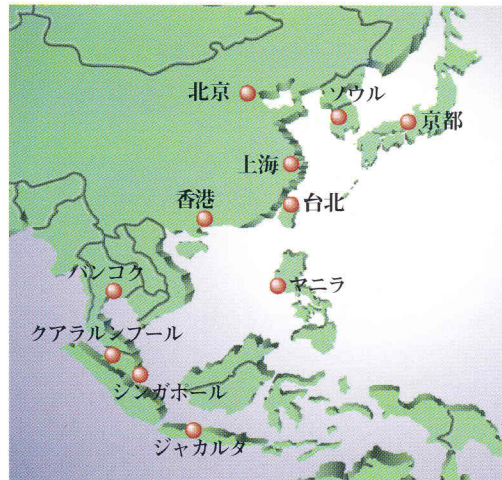 北京
ソウル
京都
上海
香港
台北
バンコク
マニラ
クアラルンプール
シンガポール
ジャカルタ